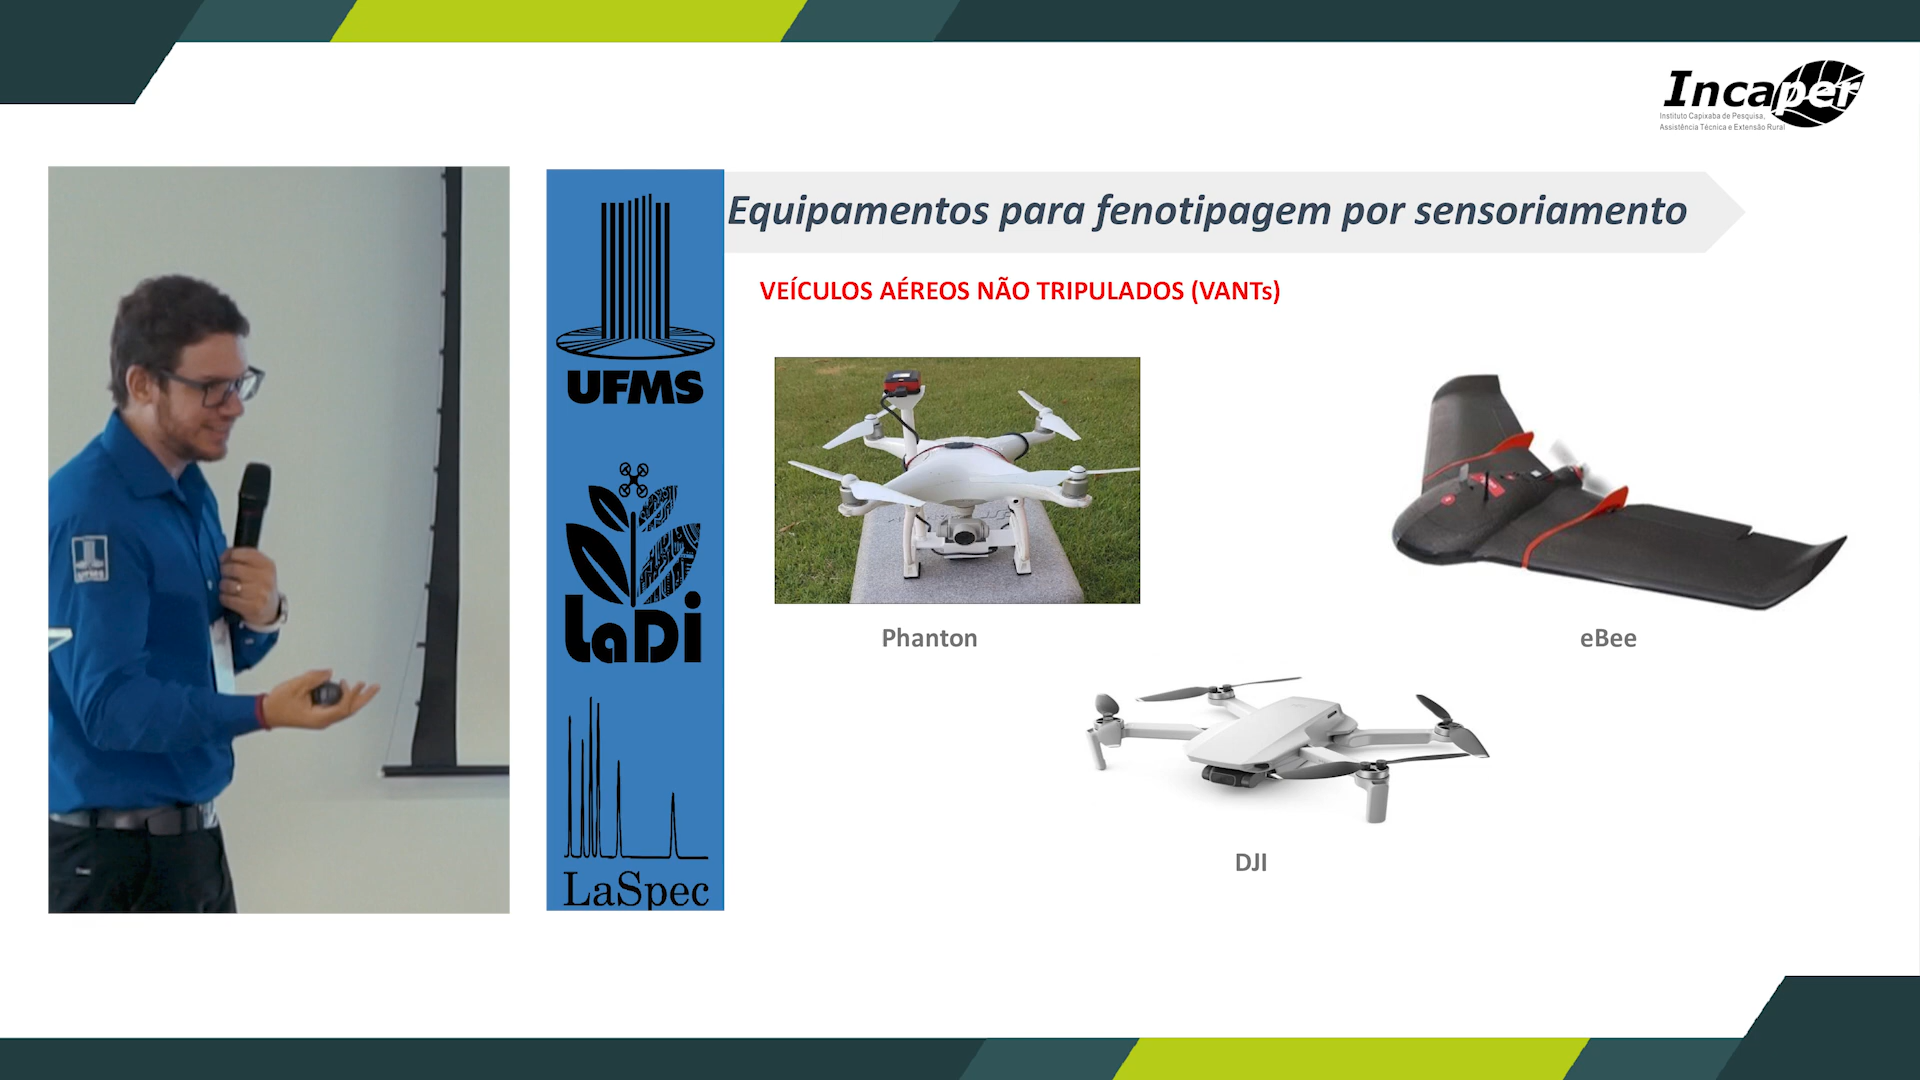 Incaper
Instituto Capixaba de Pesquisa,
Assistência Técnica e Extensão Rural
Equipamentos para fenotipagem por sensoriamento
VEÍCULOS AÉREOS NÃO TRIPULADOS (VANTs)
UFMS
LaDi
LaSpec
UFMS
Phanton
eBee
DJI